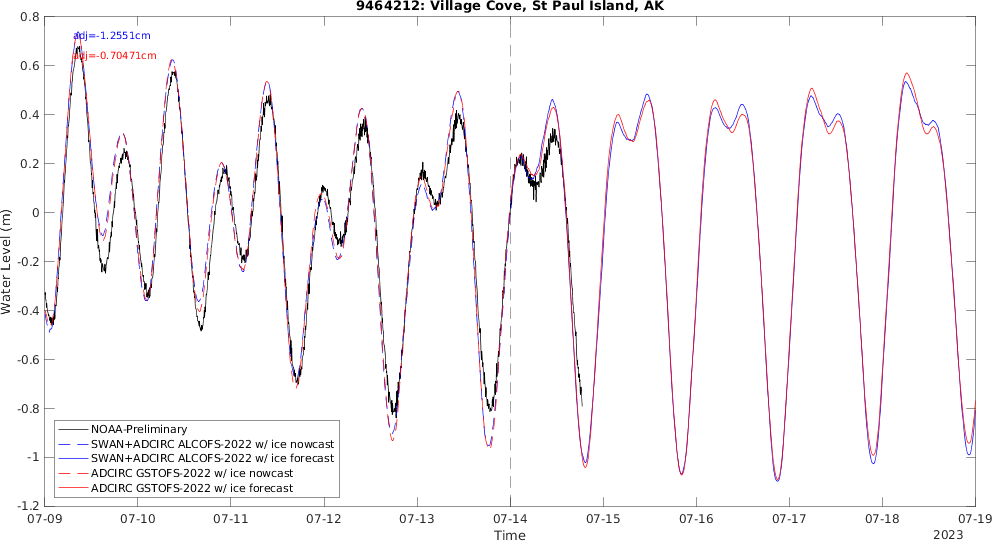 9464212: Village Cove, St Paul Island, AK
0.8
adj=-1.2551cm
adj=-0.70471cm
0.6
0.4
0.2
0
-0.2
-0.4
-0.6
-0.8
-1
-1.2
Water Level (m)
NOAA-Preliminary
SWAN+ADCIRC ALCOFS-2022 w/ ice nowcast
SWAN+ADCIRC ALCOFS-2022 w/ ice forecast
ADCIRC GSTOFS-2022 w/ ice nowcast
ADCIRC GSTOFS-2022 w/ ice forecast
07-09 07-10 07-11 07-12 07-13 07-14 07-15 07-16 07-17 07-18 07-19
Time
2023